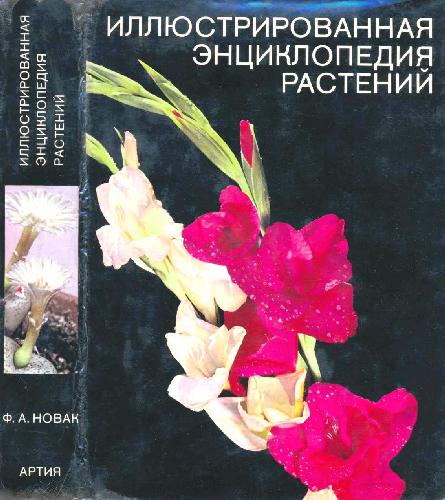 ИЛЛЮСТРИРОВАННАЯ
ЭНЦИКЛОПЕДИЯ
РАСТЕНИЙ
ИЛЛЮСТРИРОВАННАЯ
ЭНЦИКЛОПЕДИЯ
РАСТЕНИЙ
Ф. А. НОВАК
АРТИЯ